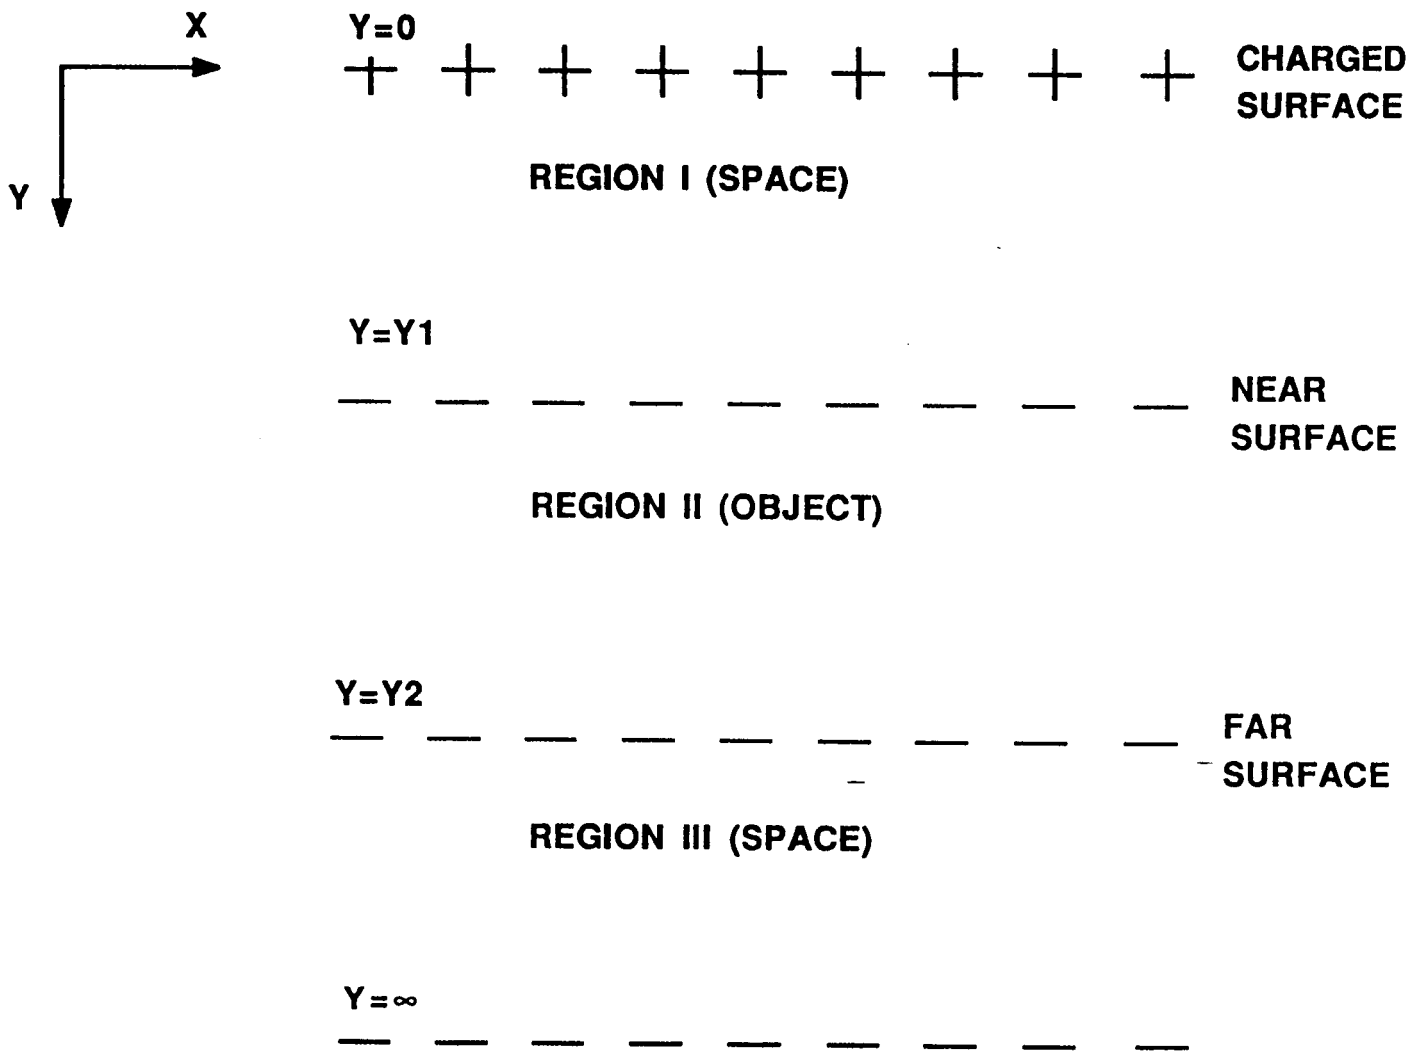 X
Y=0
CHARGED
SURFACE
Y
REGION I (SPACE)
Y=Y1
NEAR
SURFACE
REGION II (OBJECT)
Y=Y2
FAR
SURFACE
REGION III (SPACE)
Y=∞